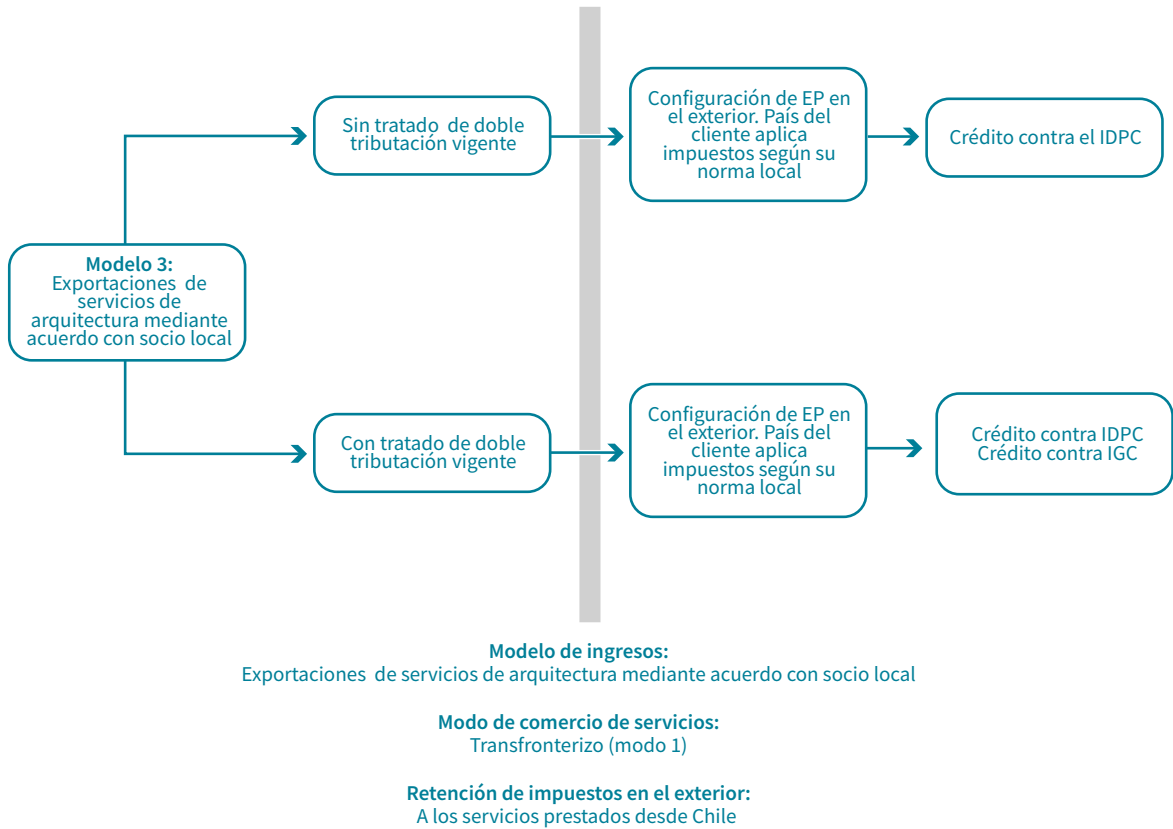 Modelo 3:
Exportaciones de
servicios de
arquitectura mediante
acuerdo con socio local
Sin tratado de doble
tributación vigente
Configuración de EP en
el exterior. País del
cliente aplica
impuestos según su
norma local
Crédito contra el IDPC
Con tratado de doble
tributación vigente
Configuración de EP en
el exterior. País del
cliente aplica
impuestos según su
norma local
Crédito contra IDPC
Crédito contra IGC
Modelo de ingresos:
Exportaciones de servicios de arquitectura mediante acuerdo con socio local
Modo de comercio de servicios:
Transfronterizo (modo 1)
Retención de impuestos en el exterior:
A los servicios prestados desde Chile